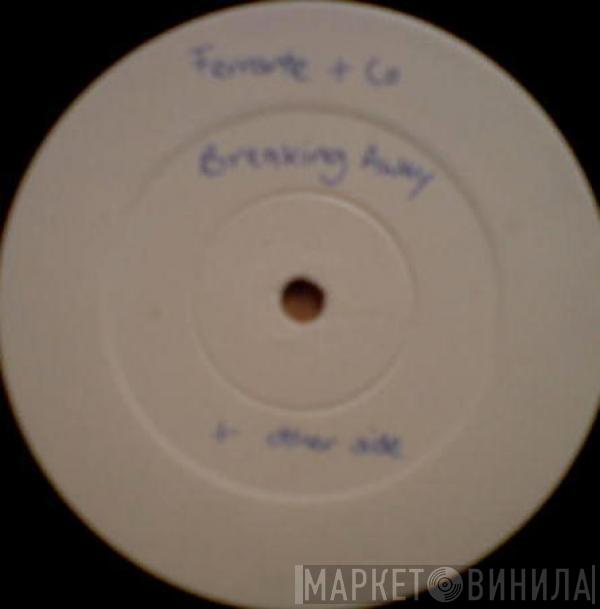 Ferrante + Co
Breaking Away
+ other side
МАРКЕТ ВИНИЛА